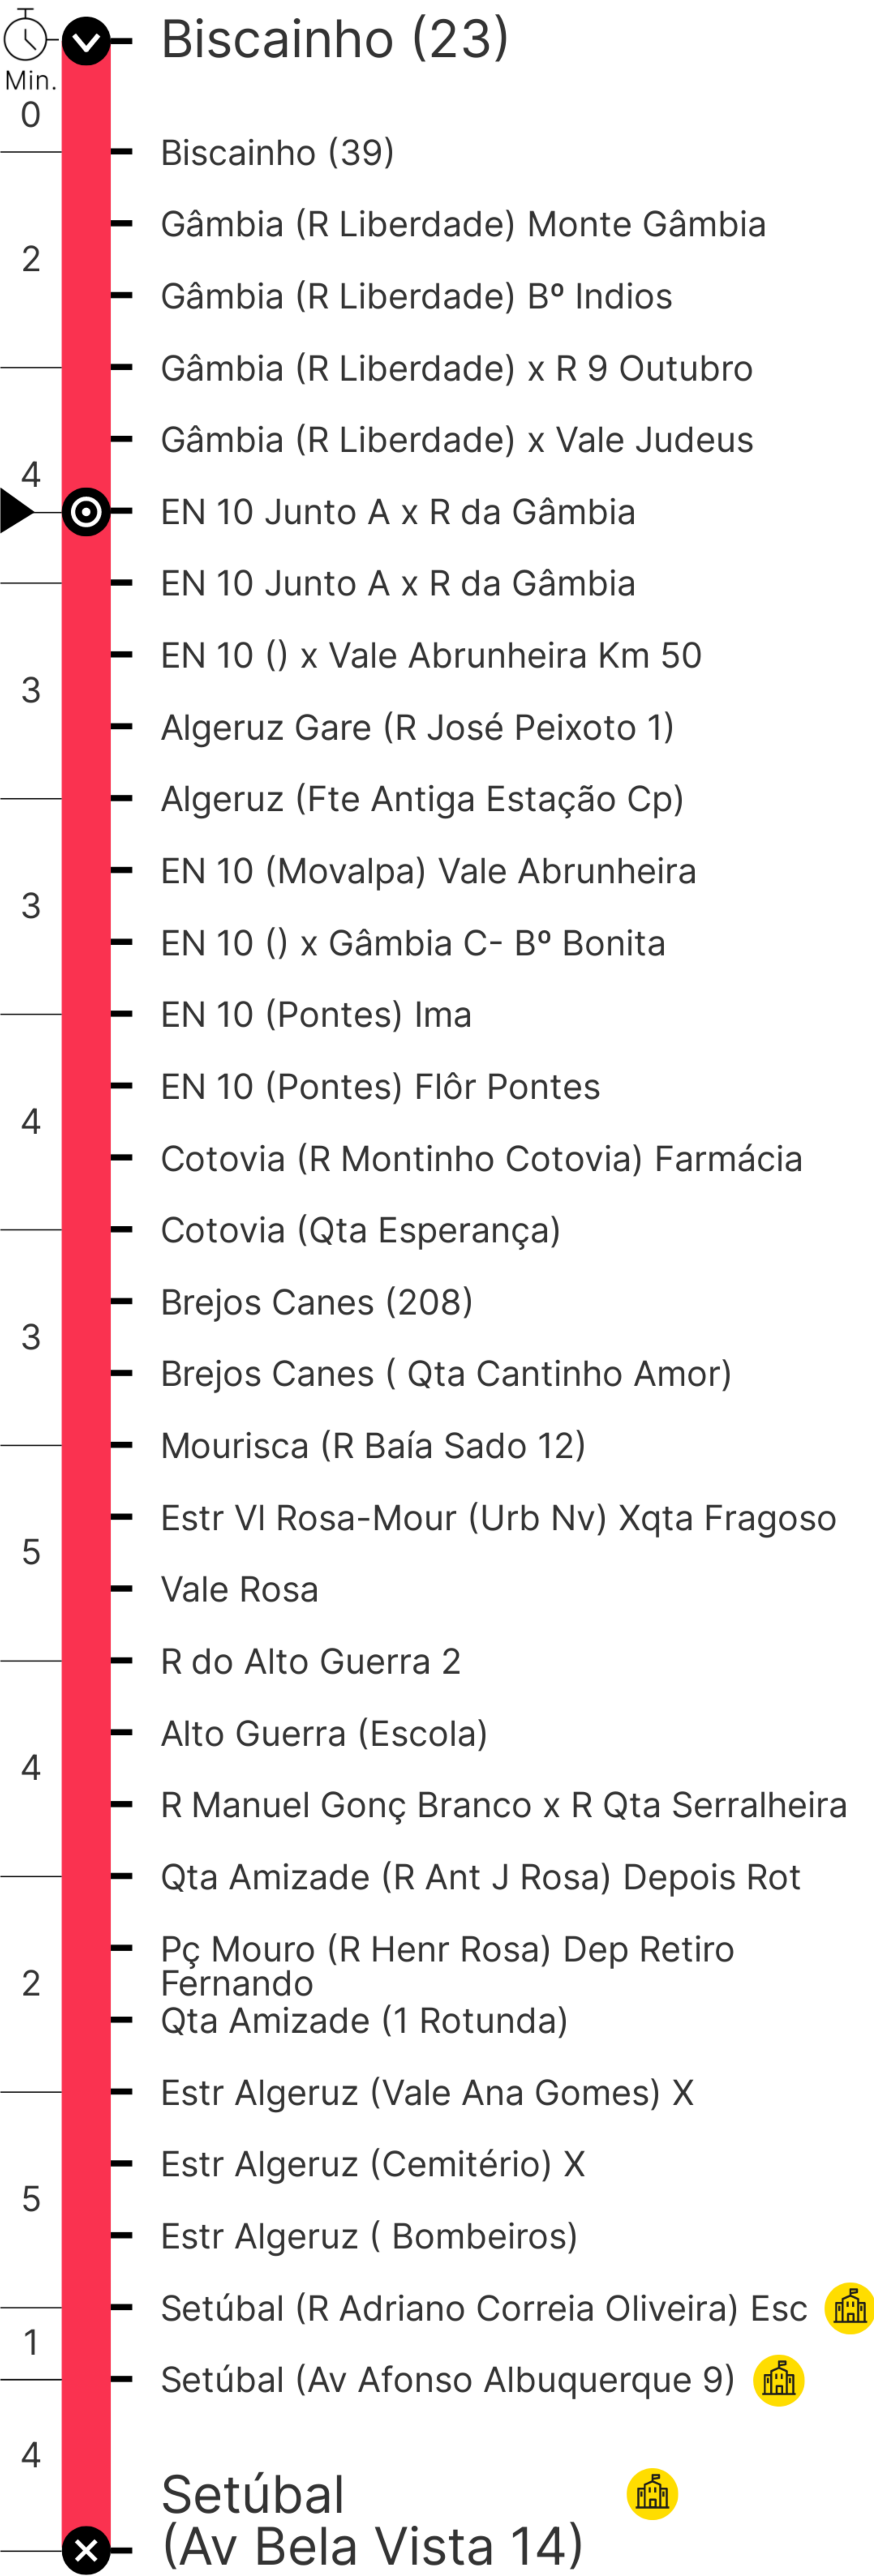 Biscainho (23)
Min.
0
Biscainho (39)
Gâmbia (R Liberdade) Monte Gâmbia
2
Gâmbia (R Liberdade) Bº Indios
Gâmbia (R Liberdade) x R 9 Outubro
Gâmbia (R Liberdade) x Vale Judeus
4
EN 10 Junto A x R da Gâmbia
EN 10 Junto A x R da Gâmbia
EN 10 () x Vale Abrunheira Km 50
3
Algeruz Gare (R José Peixoto 1)
Algeruz (Fte Antiga Estação Cp)
EN 10 (Movalpa) Vale Abrunheira
3
EN 10 () x Gâmbia C- Bº Bonita
EN 10 (Pontes) Ima
EN 10 (Pontes) Flôr Pontes
4
Cotovia (R Montinho Cotovia) Farmácia
Cotovia (Qta Esperança)
Brejos Canes (208)
3
Brejos Canes ( Qta Cantinho Amor)
Mourisca (R Baía Sado 12)
Estr Vl Rosa-Mour (Urb Nv) Xqta Fragoso
5
Vale Rosa
R do Alto Guerra 2
Alto Guerra (Escola)
4
R Manuel Gonç Branco x R Qta Serralheira
Qta Amizade (R Ant J Rosa) Depois Rot
Pç Mouro (R Henr Rosa) Dep Retiro
Fernando
2
Qta Amizade (1 Rotunda)
Estr Algeruz (Vale Ana Gomes) X
Estr Algeruz (Cemitério) X
5
Estr Algeruz ( Bombeiros)
Setúbal (R Adriano Correia Oliveira) Esc
1
Setúbal (Av Afonso Albuquerque 9)
4
Setúbal
(Av Bela Vista 14)